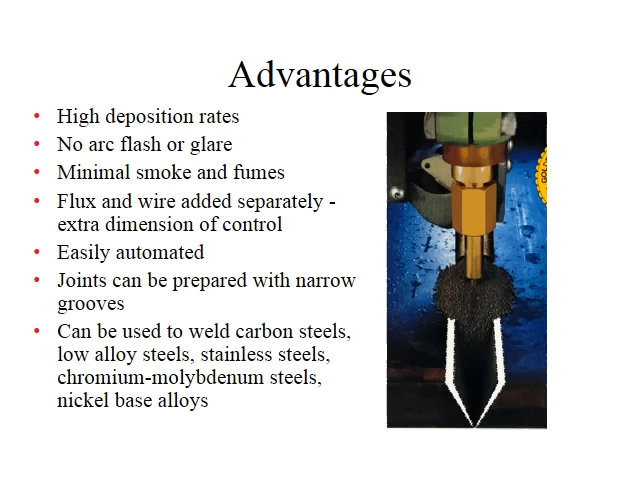 Advantages
• High deposition rates
• No arc flash or glare
• Minimal smoke and fumes
• Flux and wire added separately -
extra dimension of control
• Easily automated
• Joints can be prepared with narrow
grooves
• Can be used to weld carbon steels,
low alloy steels, stainless steels,
chromium-molybdenum steels,
nickel base alloys